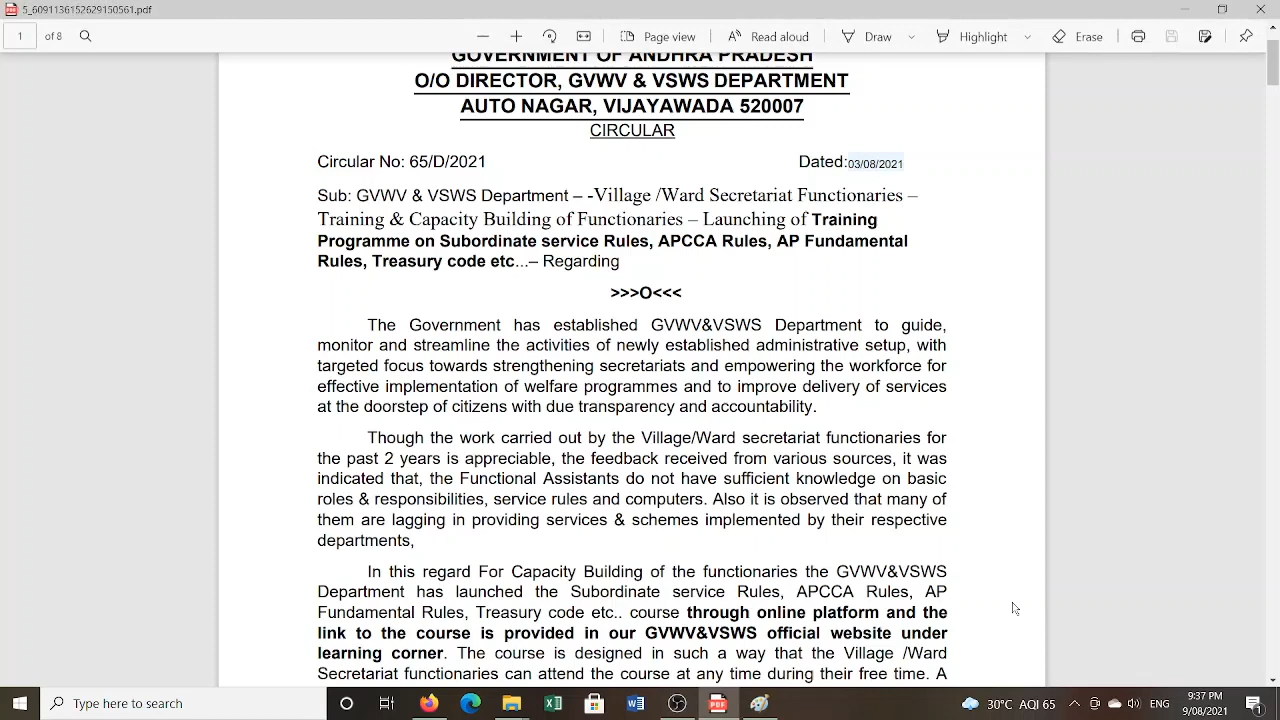 5_6091136152629150561.pdf
1 of 8 Page view Read aloud Draw Highlight Erase
GOVERNMENT OF ANDHRA PRADESH
O/O DIRECTOR, GVWV & VSWS DEPARTMENT
AUTO NAGAR, VIJAYAWADA 520007
CIRCULAR
Circular No: 65/D/2021 Dated:03/08/2021
Sub: GVWV & VSWS Department – -Village /Ward Secretariat Functionaries –
Training & Capacity Building of Functionaries – Launching of Training
Programme on Subordinate service Rules, APCCA Rules, AP Fundamental
Rules, Treasury code etc...– Regarding
>>>O<<<
The Government has established GVWV&VSWS Department to guide,
monitor and streamline the activities of newly established administrative setup, with
targeted focus towards strengthening secretariats and empowering the workforce for
effective implementation of welfare programmes and to improve delivery of services
at the doorstep of citizens with due transparency and accountability.
Though the work carried out by the Village/Ward secretariat functionaries for
the past 2 years is appreciable, the feedback received from various sources, it was
indicated that, the Functional Assistants do not have sufficient knowledge on basic
roles & responsibilities, service rules and computers. Also it is observed that many of
them are lagging in providing services & schemes implemented by their respective
departments,
In this regard For Capacity Building of the functionaries the GVWV&VSWS
Department has launched the Subordinate service Rules, APCCA Rules, AP
Fundamental Rules, Treasury code etc.. course through online platform and the
link to the course is provided in our GVWV&VSWS official website under
learning corner. The course is designed in such a way that the Village /Ward
Secretariat functionaries can attend the course at any time during their free time. A
Type here to search 30°C AQI 65 ENG 9:37 PM
9/08/2021